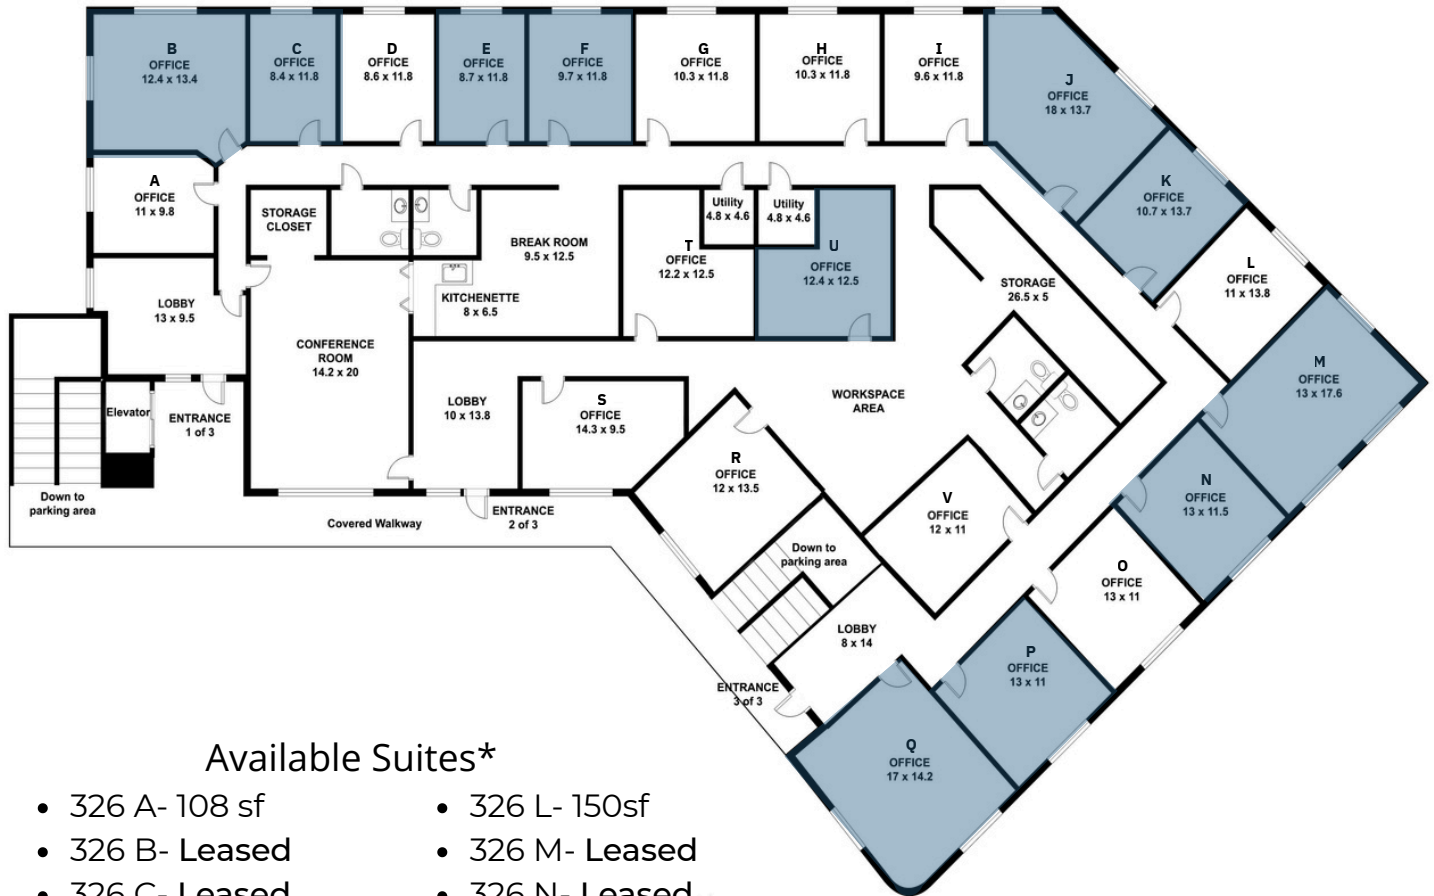 B
OFFICE
12.4 x 13.4
C
OFFICE
8.4 x 11.8
D
OFFICE
8.6 x 11.8
E
OFFICE
8.7 x 11.8
F
OFFICE
9.7 x 11.8
G
OFFICE
10.3 x 11.8
H
OFFICE
10.3 x 11.8
I
OFFICE
9.6 x 11.8
J
OFFICE
18 x 13.7
K
OFFICE
10.7 x 13.7
A
OFFICE
11 x 9.8
STORAGE
CLOSET
BREAK ROOM
9.5 x 12.5
Utility
4.8 x 4.6
Utility
4.8 x 4.6
T
OFFICE
12.2 x 12.5
U
OFFICE
12.4 x 12.5
L
OFFICE
11 x 13.8
STORAGE
26.5 x 5
LOBBY
13 x 9.5
KITCHENETTE
8 x 6.5
CONFERENCE
ROOM
14.2 x 20
M
OFFICE
13 x 17.6
WORKSPACE
AREA
LOBBY
10 x 13.8
S
OFFICE
14.3 x 9.5
Elevator
ENTRANCE
1 of 3
R
OFFICE
12 x 13.5
V
OFFICE
12 x 11
N
OFFICE
13 x 11.5
Down to
parking area
Covered Walkway
ENTRANCE
2 of 3
Down to
parking area
O
OFFICE
13 x 11
LOBBY
8 x 14
P
OFFICE
13 x 11
ENTRANCE
3 of 3
Q
OFFICE
17 x 14.2
Available Suites*
• 326 A- 108 sf
• 326 B- Leased
• 326 C- Leased
• 326 L- 150sf
• 326 M- Leased
• 326 N- Leased